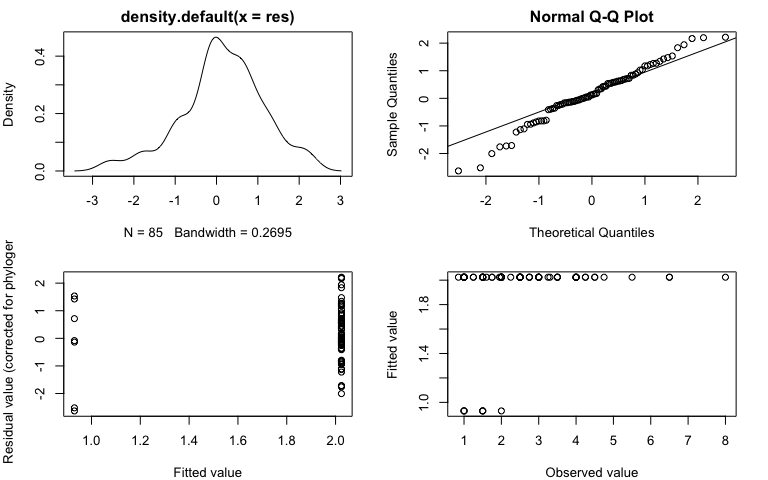 density.default(x = res)
Density
0.0 0.2 0.4
-3 -2 -1 0 1 2 3
N = 85 Bandwidth = 0.2695
Normal Q-Q Plot
Sample Quantiles
-2 -1 0 1 2
-2 -1 0 1 2
Theoretical Quantiles
Residual value (corrected for phyloger
-2 -1 0 1 2
1.0 1.2 1.4 1.6 1.8 2.0
Fitted value
Fitted value
1.0 1.4 1.8
1 2 3 4 5 6 7 8
Observed value